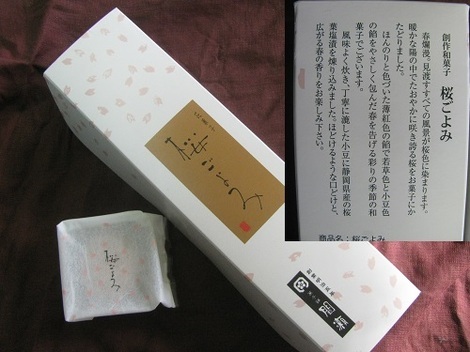 創作和菓子　桜ごよみ
春爛漫。見渡すすべての風景が桜色に染まります。
暖かな陽の中でたおやかに咲き誇る桜をお菓子にか
たどりました。
ほんのりと色づいた薄紅色の餡で若草色と小豆色
の餡をやさしく包んだ春を告げる彩りの季節の和
菓子でございます。
風味よく炊き、丁寧に漉した小豆に静岡県産の桜
葉塩漬を煉り込みました。ほどけるような口どけと、
広がる春の香りをお楽しみ下さい。
商品名：桜ごよみ
桜ごよみ
間瀬
桜ごよみ